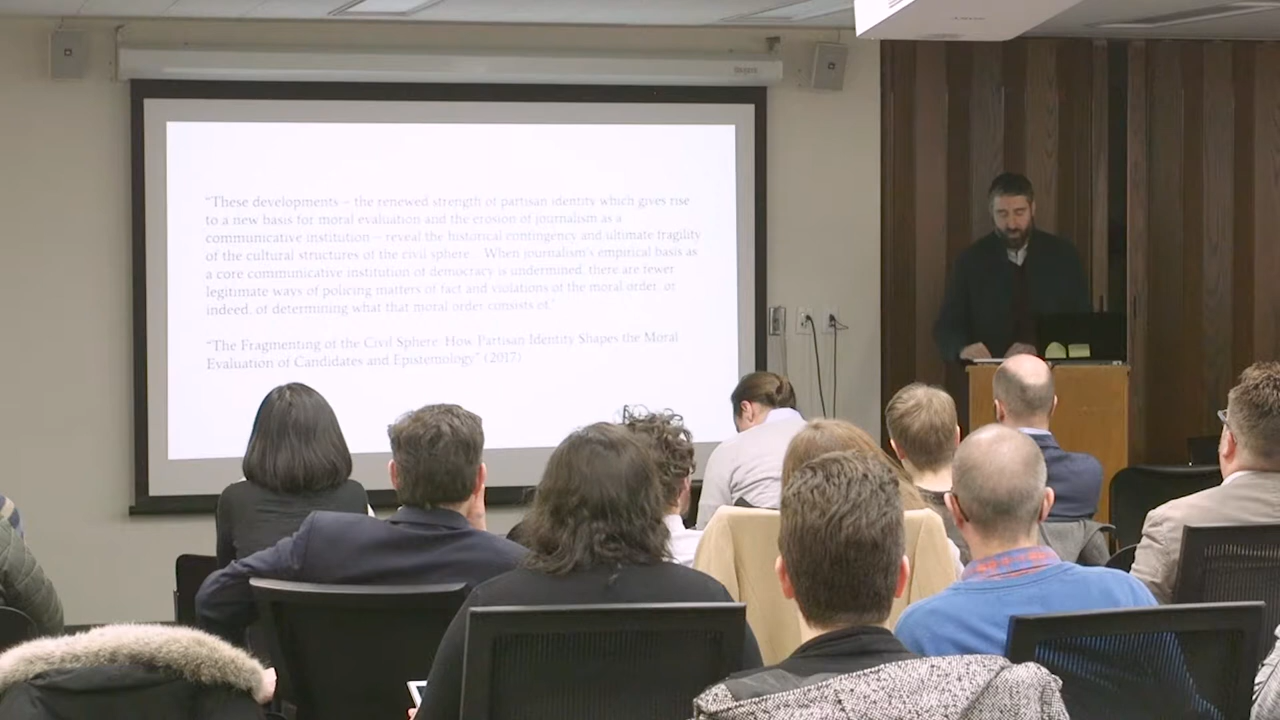 “These developments – the renewed strength of partisan identity which gives rise
to a new basis for moral evaluation and the erosion of journalism as a
communicative institution – reveal the historical contingency and ultimate fragility
of the cultural structures of the civil sphere... When journalism's empirical basis as
a core communicative institution of democracy is undermined, there are fewer
legitimate ways of policing matters of fact and violations of the moral order, or
indeed, of determining what that moral order consists of.”
“The Fragmenting of the Civil Sphere: How Partisan Identity Shapes the Moral
Evaluation of Candidates and Epistemology” (2017)